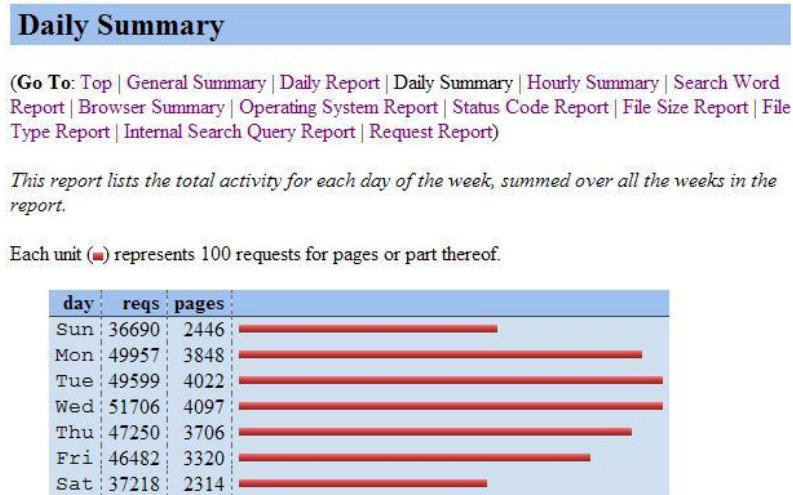 Daily Summary
(Go To: Top | General Summary | Daily Report | Daily Summary | Hourly Summary | Search Word
Report | Browser Summary | Operating System Report | Status Code Report | File Size Report | File
Type Report | Internal Search Query Report | Request Report)
This report lists the total activity for each day of the week, summed over all the weeks in the
report.
Each unit ( ) represents 100 requests for pages or part thereof.
day reqs pages
Sun 36690 2446
Mon 49957 3848
Tue 49599 4022
Wed 51706 4097
Thu 47250 3706
Fri 46482 3320
Sat 37218 2314